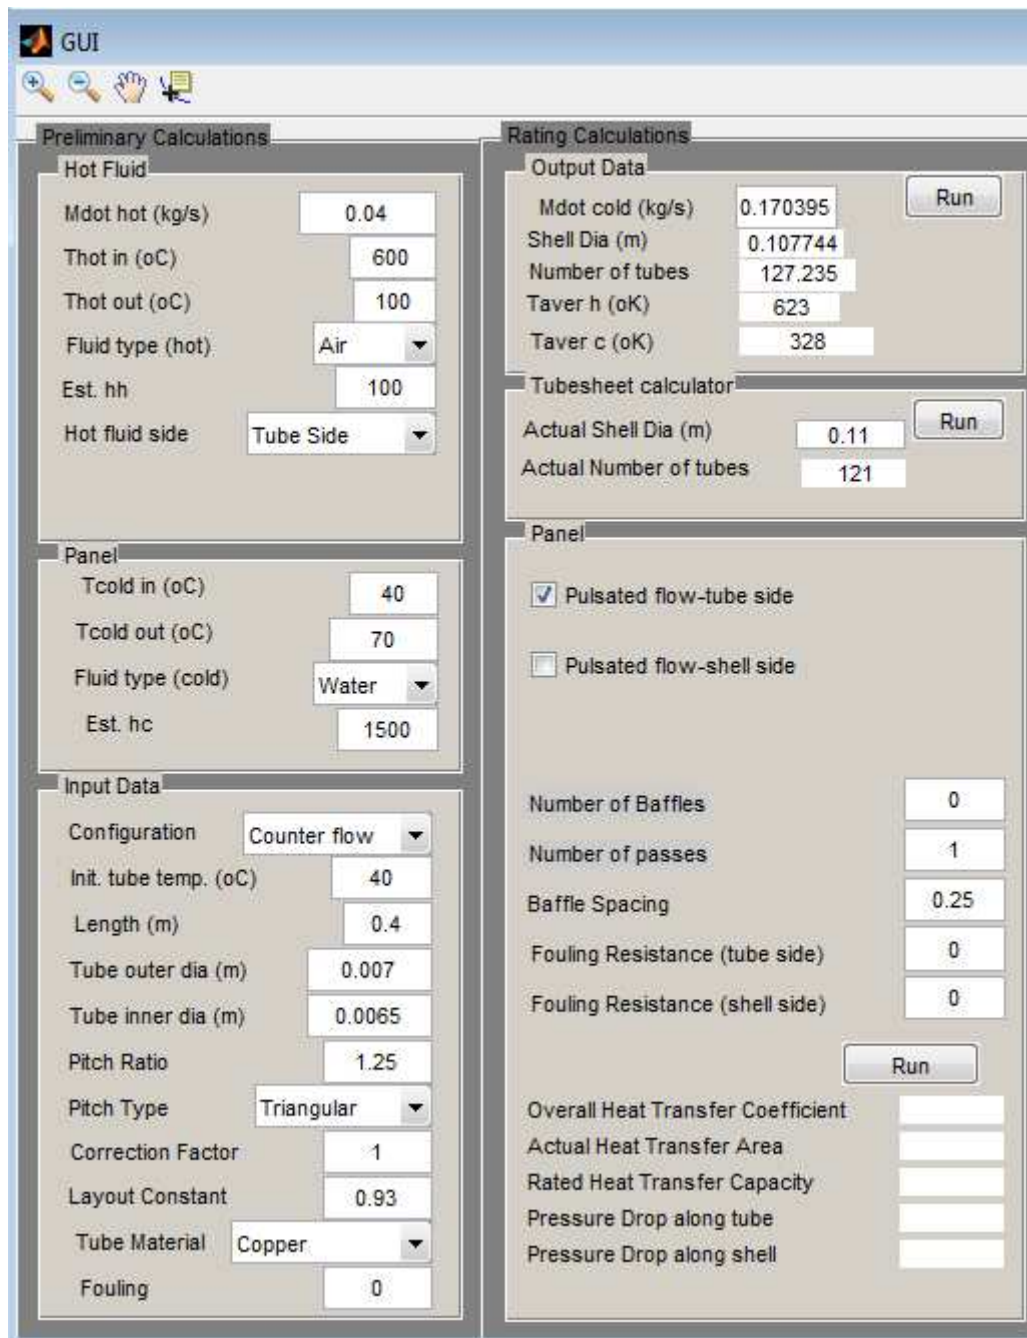 GUI
Preliminary Calculations
Hot Fluid
Mdot hot (kg/s) 0.04
Thot in (oC) 600
Thot out (oC) 100
Fluid type (hot) Air
Est. hh 100
Hot fluid side Tube Side
Panel
Tcold in (oC) 40
Tcold out (oC) 70
Fluid type (cold) Water
Est. hc 1500
Input Data
Configuration Counter flow
Init. tube temp. (oC) 40
Length (m) 0.4
Tube outer dia (m) 0.007
Tube inner dia (m) 0.0065
Pitch Ratio 1.25
Pitch Type Triangular
Correction Factor 1
Layout Constant 0.93
Tube Material Copper
Fouling 0
Rating Calculations
Output Data
Run
Mdot cold (kg/s) 0.170395
Shell Dia (m) 0.107744
Number of tubes 127.235
Taver h (oK) 623
Taver c (oK) 328
Tubesheet calculator
Run
Actual Shell Dia (m) 0.11
Actual Number of tubes 121
Panel
Pulsated flow-tube side
Pulsated flow-shell side
Number of Baffles 0
Number of passes 1
Baffle Spacing 0.25
Fouling Resistance (tube side) 0
Fouling Resistance (shell side) 0
Run
Overall Heat Transfer Coefficient
Actual Heat Transfer Area
Rated Heat Transfer Capacity
Pressure Drop along tube
Pressure Drop along shell